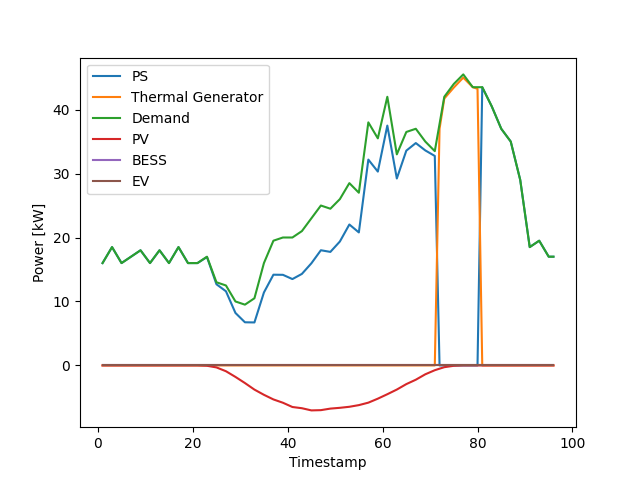 PS
Thermal Generator
Demand
PV
BESS
EV
Power [kW]
40
30
20
10
0
0 20 40 60 80 100
Timestamp